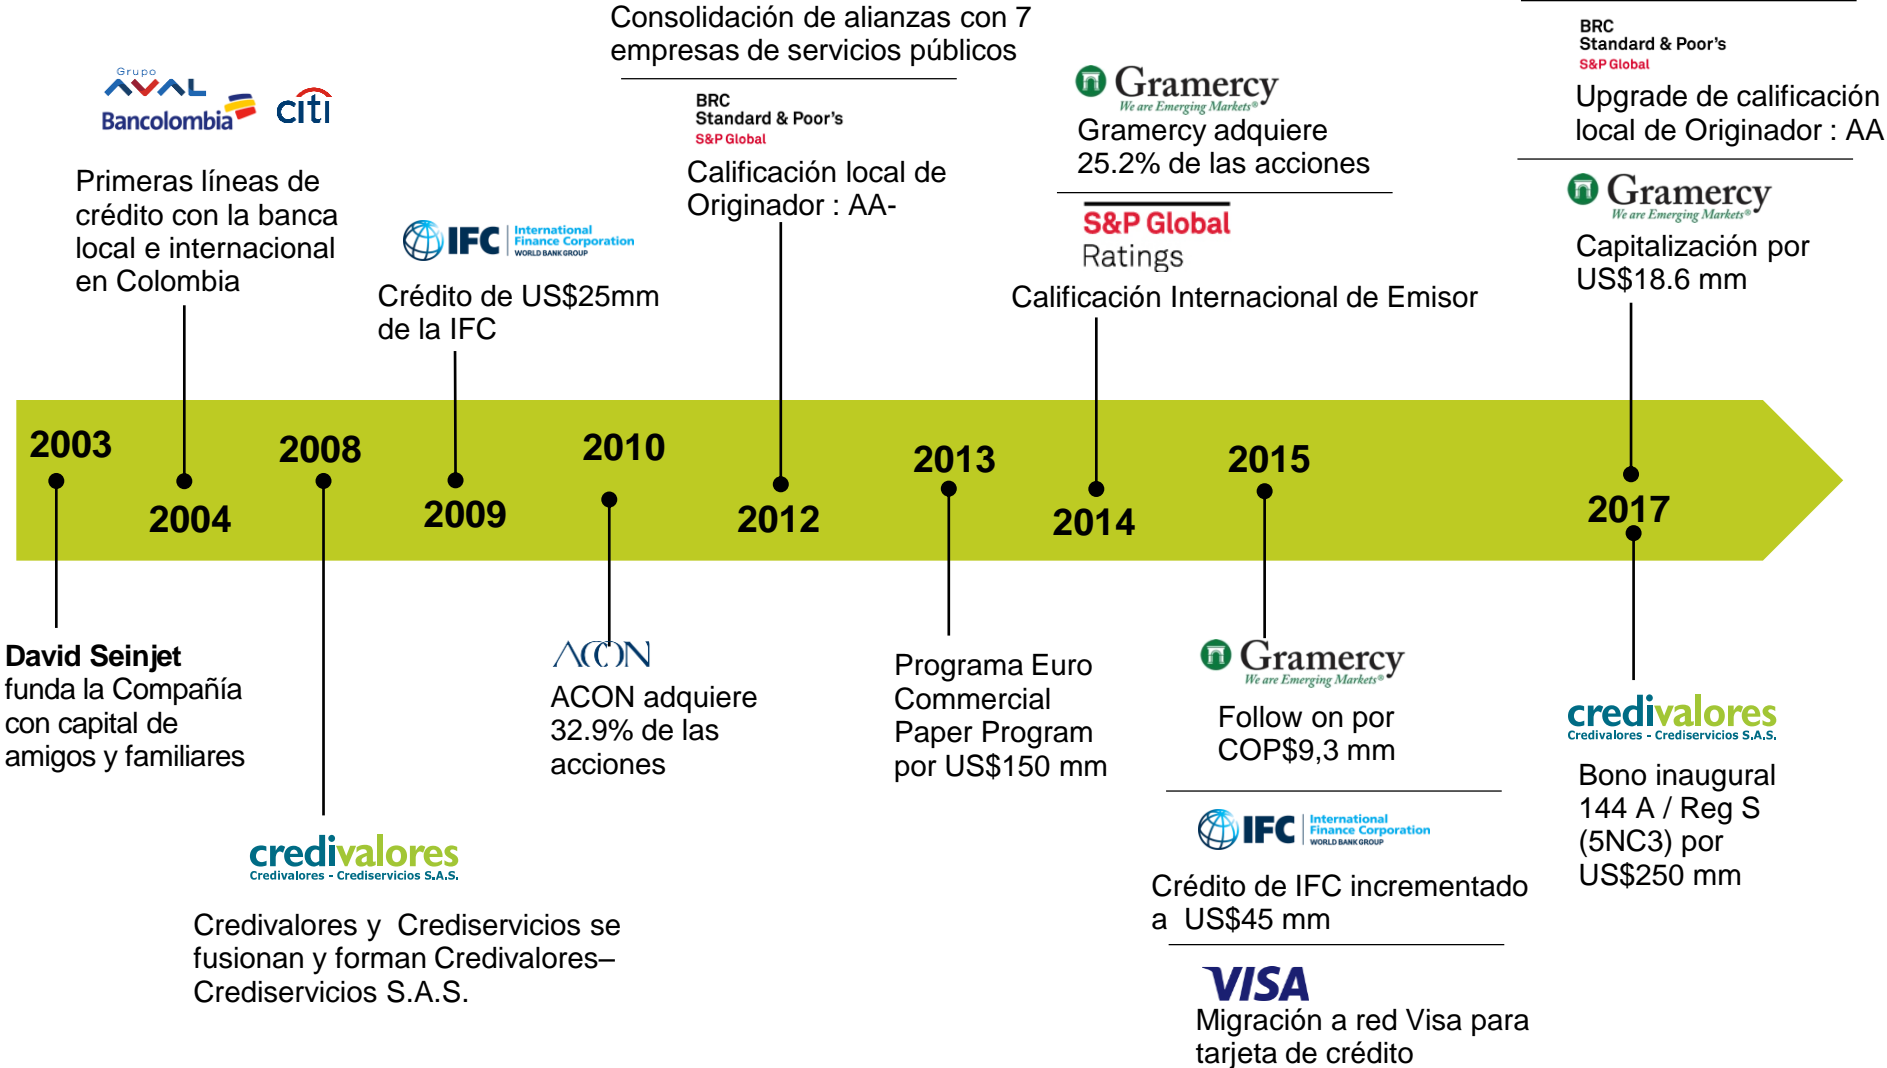 Grupo
AVAL
Bancolombia
citi
Primeras líneas de
crédito con la banca
local e internacional
en Colombia
IFC
International
Finance Corporation
WORLD BANK GROUP
Crédito de US$25mm
de la IFC
Consolidación de alianzas con 7
empresas de servicios públicos
BRC
Standard & Poor's
S&P Global
Calificación local de
Originador : AA-
Gramercy
We are Emerging Markets®
Gramercy adquiere
25.2% de las acciones
S&P Global
Ratings
Calificación Internacional de Emisor
BRC
Standard & Poor's
S&P Global
Upgrade de calificación
local de Originador : AA
Gramercy
We are Emerging Markets®
Capitalización por
US$18.6 mm
2003
2004
2008
2009
2010
2012
2013
2014
2015
2017
David Seinjet
funda la Compañía
con capital de
amigos y familiares
credivalores
Credivalores - Crediservicios S.A.S.
Credivalores y  Crediservicios se
fusionan y forman Credivalores–
Crediservicios S.A.S.
ACON
ACON adquiere
32.9% de las
acciones
Programa Euro
Commercial
Paper Program
por US$150 mm
Gramercy
We are Emerging Markets®
Follow on por
COP$9,3 mm
IFC
International
Finance Corporation
WORLD BANK GROUP
Crédito de IFC incrementado
a  US$45 mm
VISA
Migración a red Visa para
tarjeta de crédito
credivalores
Credivalores - Crediservicios S.A.S.
Bono inaugural
144 A / Reg S
(5NC3) por
US$250 mm